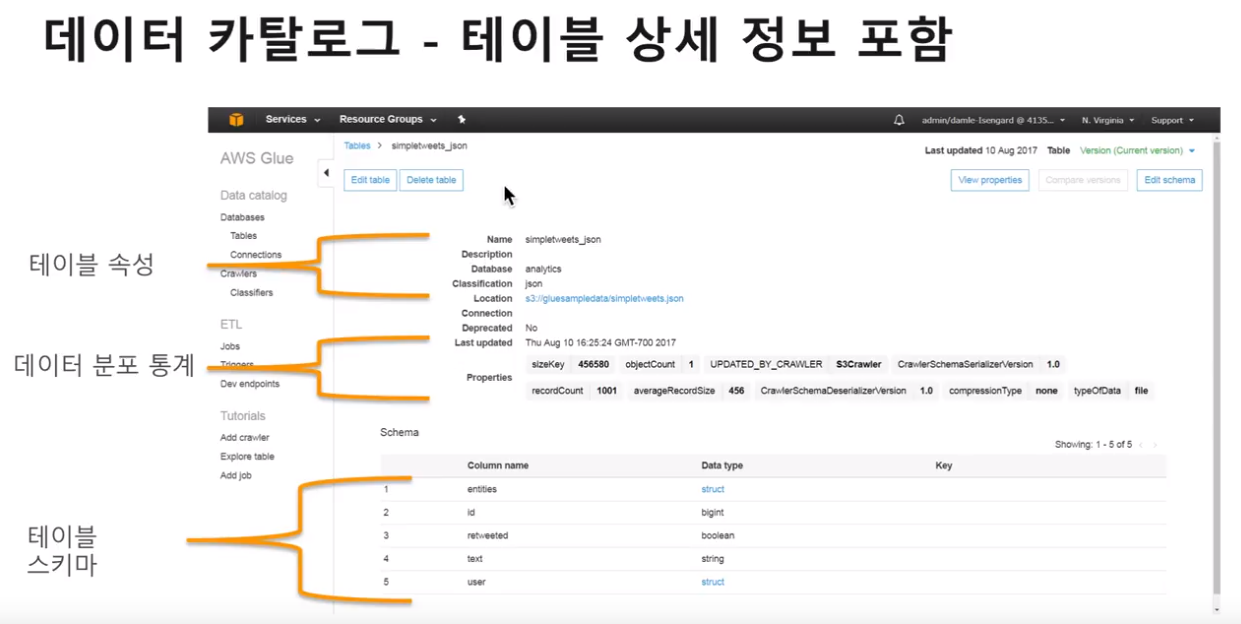 데이터 카탈로그 - 테이블 상세 정보 포함
Services Resource Groups admin/damle-Isengard @ 4135... N. Virginia Support
AWS Glue
Data catalog
Databases
Tables
Connections
Crawlers
Classifiers
ETL
Jobs
Triggers
Dev endpoints
Tutorials
Add crawler
Explore table
Add job
테이블 속성
데이터 분포 통계
테이블
스키마
Tables > simpletweets_json
Last updated 10 Aug 2017 Table Version (Current version)
Edit table Delete table View properties Compare versions Edit schema
Name simpletweets_json
Description
Database analytics
Classification json
Location s3://gluesampledata/simpletweets.json
Connection
Deprecated No
Last updated Thu Aug 10 16:25:24 GMT-700 2017
Properties
sizeKey 456580 objectCount 1 UPDATED_BY_CRAWLER S3Crawler CrawlerSchemaSerializerVersion 1.0
recordCount 1001 averageRecordSize 456 CrawlerSchemaDeserializerVersion 1.0 compressionType none typeOfData file
Schema
Showing: 1 - 5 of 5 < >
Column name Data type Key
1 entities struct
2 id bigint
3 retweeted boolean
4 text string
5 user struct